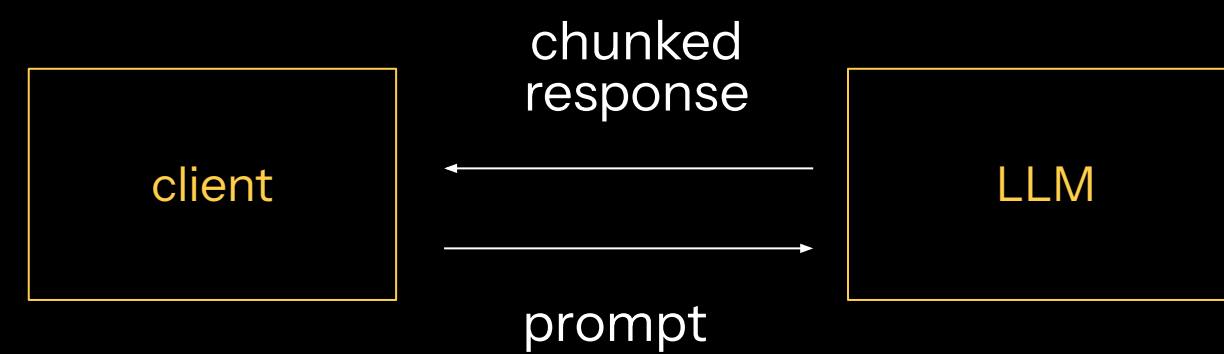 chunked
response
client
LLM
prompt